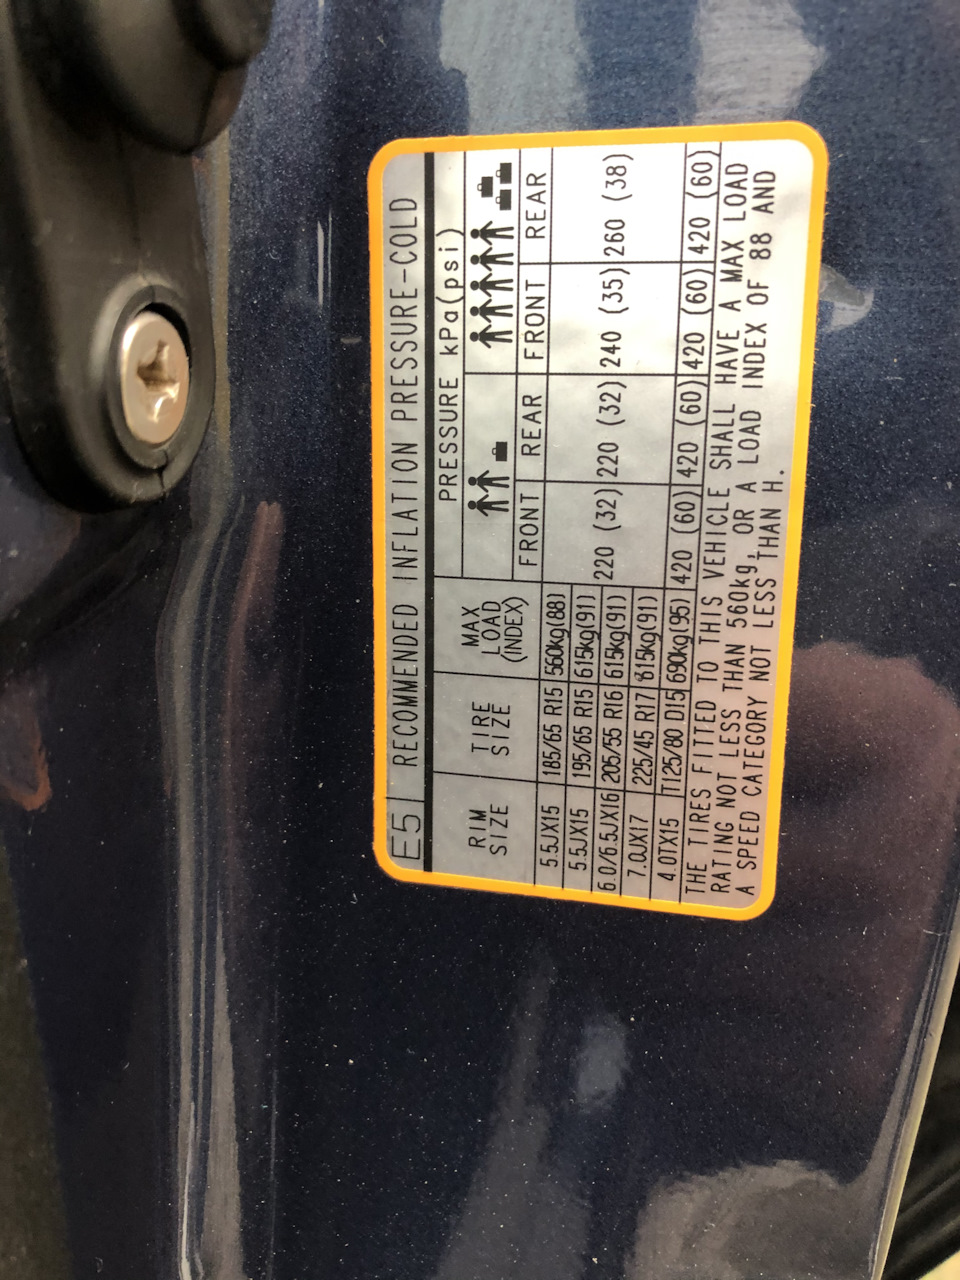 E5 RECOMMENDED INFLATION PRESSURE-COLD
RIM SIZE TIRE SIZE MAX LOAD (INDEX) PRESSURE kPa(psi)
FRONT REAR FRONT REAR
5.5JX15 185/65 R15 560kg(88)
5.5JX15 195/65 R15 615kg(91)
6.0/6.5JX16 205/55 R16 615kg(91) 220 (32) 220 (32) 240 (35) 260 (38)
7.0JX17 225/45 R17 615kg(91)
4.0TX15 T125/80 D15 690kg(95) 420 (60) 420 (60) 420 (60) 420 (60)
THE TIRES FITTED TO THIS VEHICLE SHALL HAVE A MAX LOAD
RATING NOT LESS THAN 560kg, OR A LOAD INDEX OF 88 AND
A SPEED CATEGORY NOT LESS THAN H.